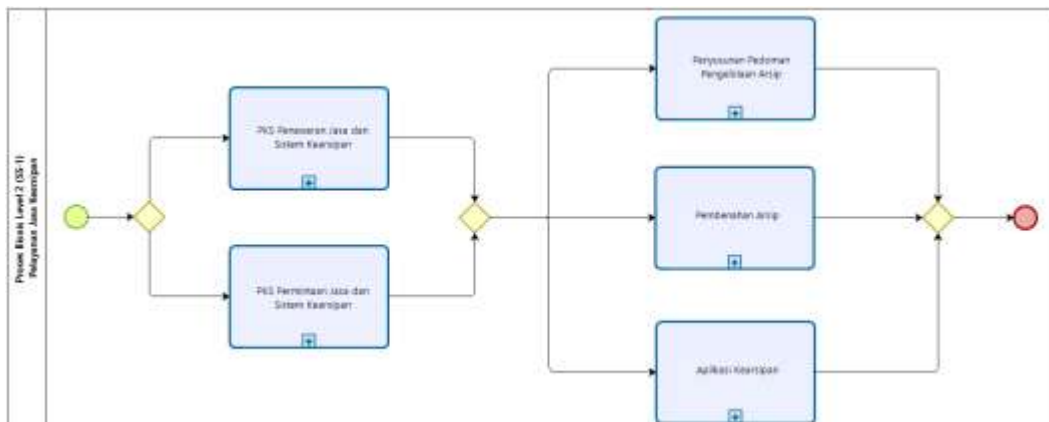 Proses Bisnis Level 2 (SS-1)
Pelayanan Jasa Kearsipan
PKS Penawaran Jasa dan
Sistem Kearsipan
PKS Permintaan Jasa dan
Sistem Kearsipan
Penyusunan Pedoman
Pengelolaan Arsip
Pembenahan Arsip
Aplikasi Kearsipan